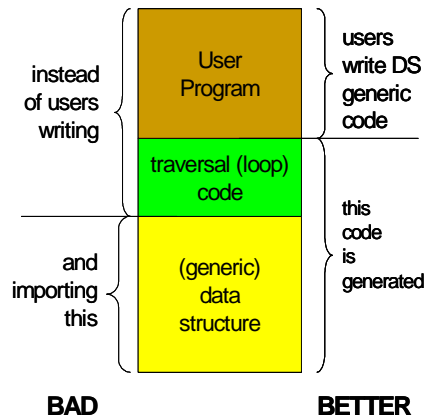 instead
of users
writing
User
Program
users
write DS
generic
code
traversal (loop)
code
and
importing
this
(generic)
data
structure
this
code
is
generated
BAD
BETTER